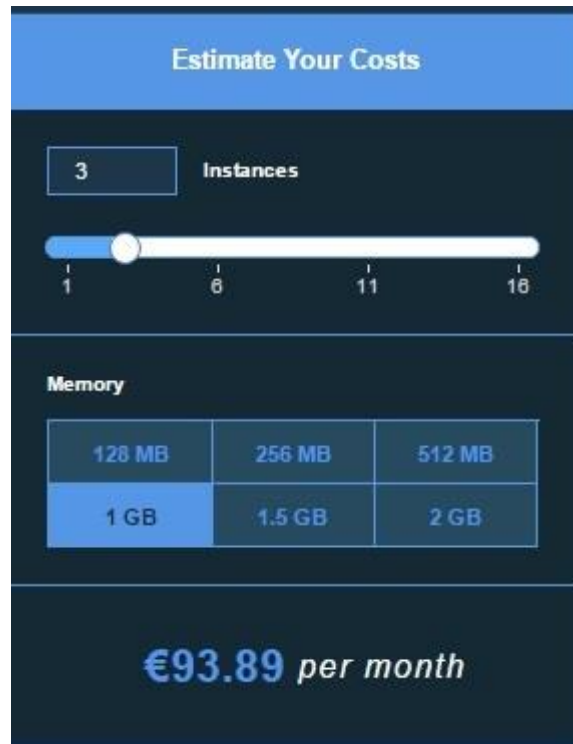 Estimate Your Costs
3 Instances
1 6 11 16
Memory
128 MB 256 MB 512 MB
1 GB 1.5 GB 2 GB
€93.89 per month